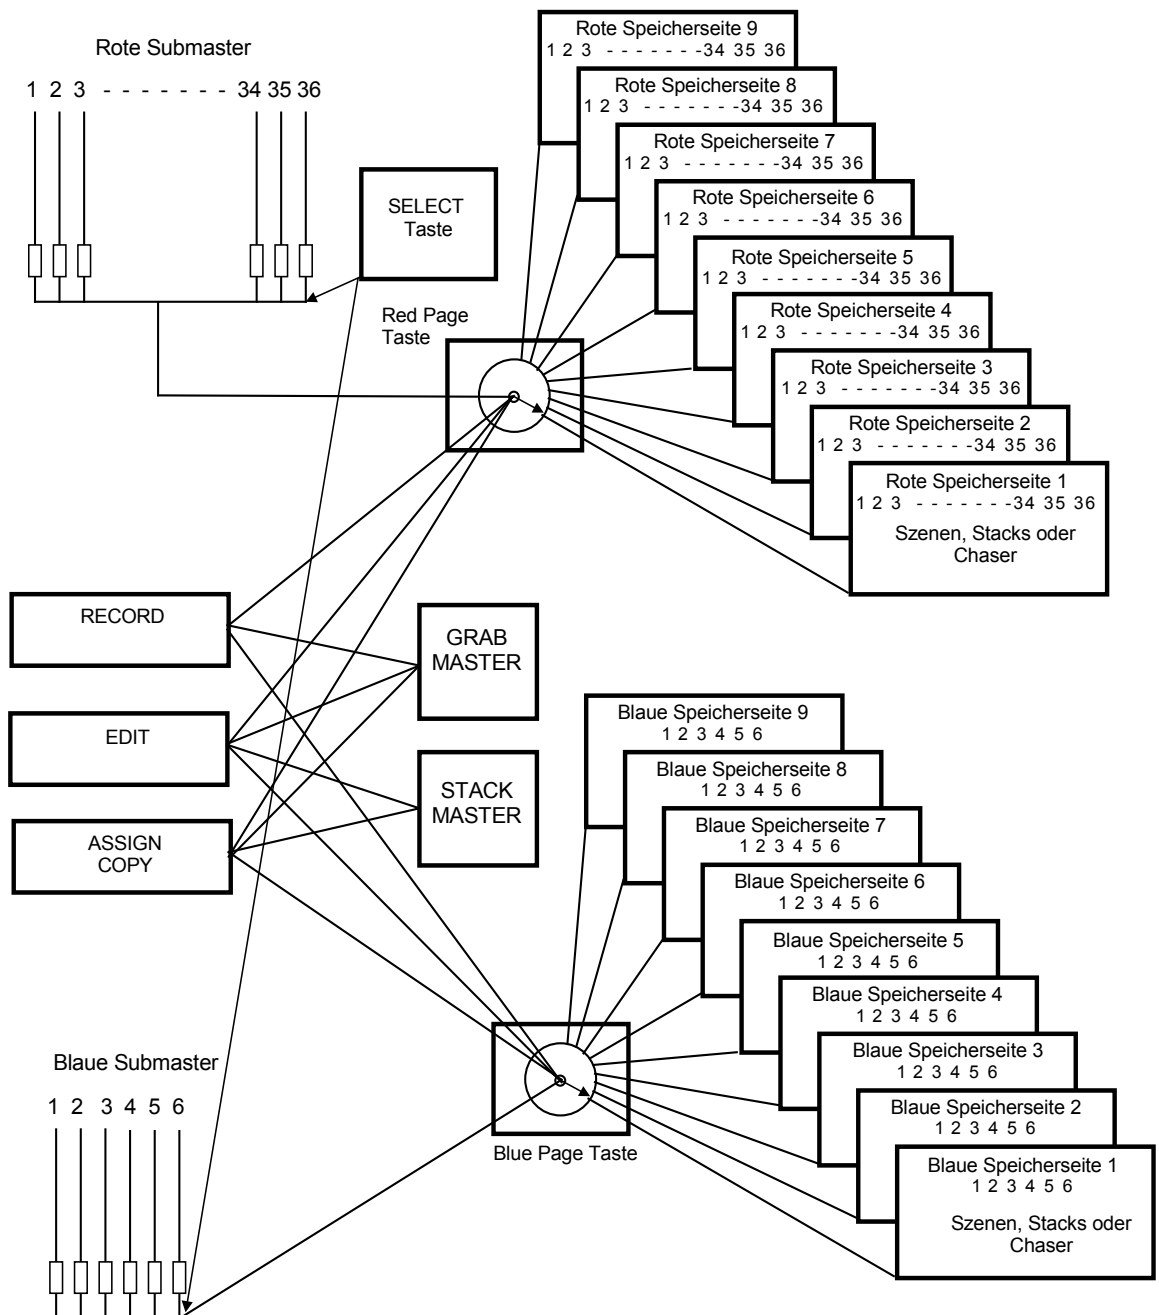 Rote Submaster
1 2 3 - - - - - - - 34 35 36
SELECT
Taste
Rote Speicherseite 9
1 2 3 - - - - - - -34 35 36
Rote Speicherseite 8
1 2 3 - - - - - - -34 35 36
Rote Speicherseite 7
1 2 3 - - - - - - -34 35 36
Rote Speicherseite 6
1 2 3 - - - - - - -34 35 36
Rote Speicherseite 5
1 2 3 - - - - - - -34 35 36
Rote Speicherseite 4
1 2 3 - - - - - - -34 35 36
Rote Speicherseite 3
1 2 3 - - - - - - -34 35 36
Rote Speicherseite 2
1 2 3 - - - - - - -34 35 36
Rote Speicherseite 1
1 2 3 - - - - - - -34 35 36
Szenen, Stacks oder
Chaser
Red Page
Taste
RECORD
EDIT
ASSIGN
COPY
GRAB
MASTER
STACK
MASTER
Blaue Speicherseite 9
1 2 3 4 5 6
Blaue Speicherseite 8
1 2 3 4 5 6
Blaue Speicherseite 7
1 2 3 4 5 6
Blaue Speicherseite 6
1 2 3 4 5 6
Blaue Speicherseite 5
1 2 3 4 5 6
Blaue Speicherseite 4
1 2 3 4 5 6
Blaue Speicherseite 3
1 2 3 4 5 6
Blaue Speicherseite 2
1 2 3 4 5 6
Blaue Speicherseite 1
1 2 3 4 5 6
Szenen, Stacks oder
Chaser
Blue Page Taste
Blaue Submaster
1 2 3 4 5 6